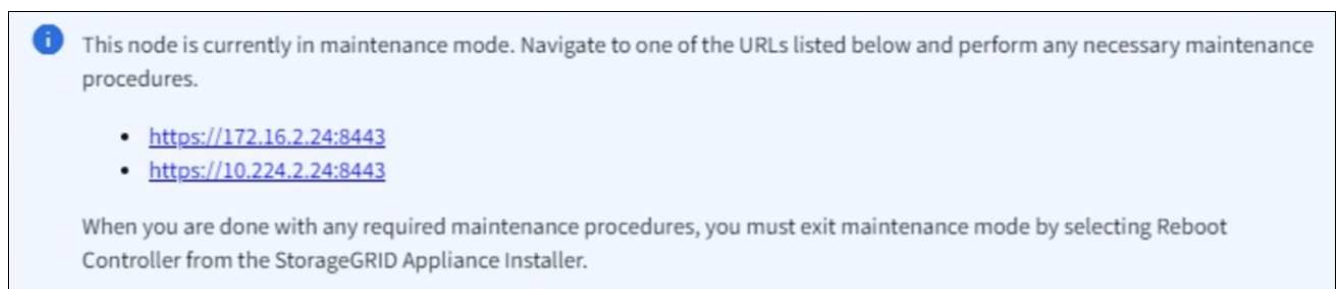 This node is currently in maintenance mode. Navigate to one of the URLs listed below and perform any necessary maintenance
procedures.
• https://172.16.2.24:8443
• https://10.224.2.24:8443
When you are done with any required maintenance procedures, you must exit maintenance mode by selecting Reboot
Controller from the StorageGRID Appliance Installer.